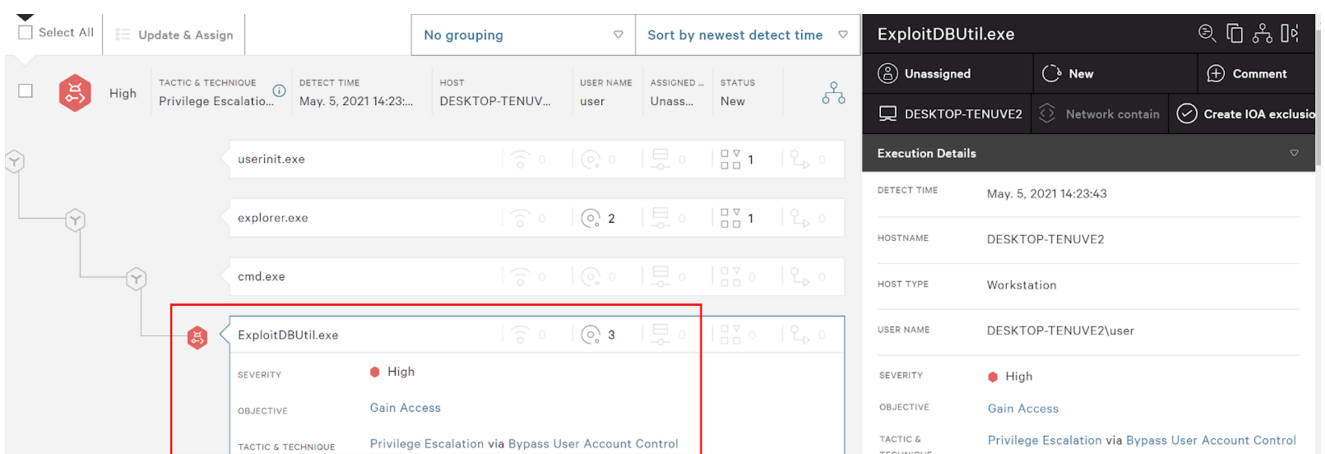 Select All
Update & Assign
No grouping
Sort by newest detect time
High
TACTIC & TECHNIQUE
Privilege Escalatio...
DETECT TIME
May. 5, 2021 14:23:...
HOST
DESKTOP-TENUV...
USER NAME
user
ASSIGNED ...
Unass...
STATUS
New
userinit.exe 0 0 0 1 0
explorer.exe 0 2 0 1 0
cmd.exe 0 0 0 0 0
ExploitDBUtil.exe 0 3 0 0 0
SEVERITY High
OBJECTIVE Gain Access
TACTIC & TECHNIQUE Privilege Escalation via Bypass User Account Control
ExploitDBUtil.exe
Unassigned New Comment
DESKTOP-TENUVE2 Network contain Create IOA exclusio
Execution Details
DETECT TIME May. 5, 2021 14:23:43
HOSTNAME DESKTOP-TENUVE2
HOST TYPE Workstation
USER NAME DESKTOP-TENUVE2\user
SEVERITY High
OBJECTIVE Gain Access
TACTIC & Privilege Escalation via Bypass User Account Control
TECHNIQUE